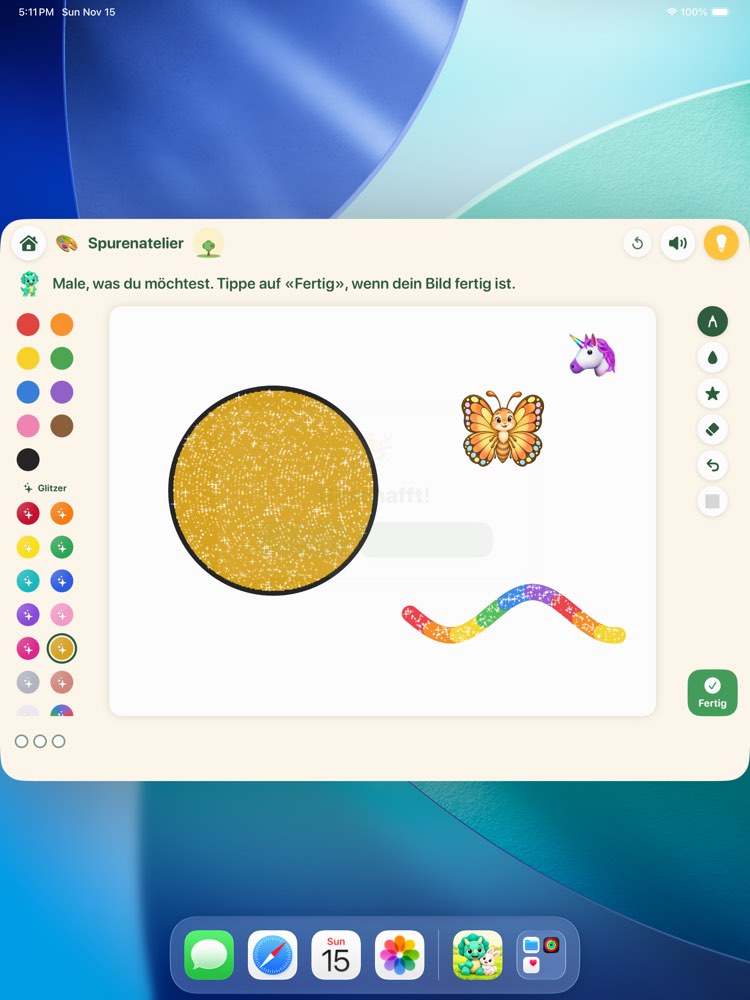 5:11 PM Sun Nov 15
100%
Spurenatelier
Male, was du möchtest. Tippe auf «Fertig», wenn dein Bild fertig ist.
Glitzer
Fertig
Sun
15